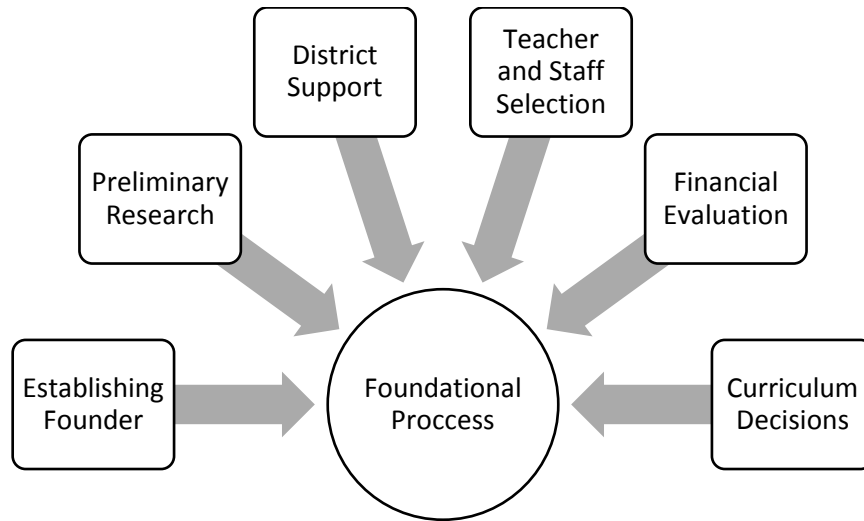 District
Support
Teacher
and Staff
Selection
Preliminary
Research
Financial
Evaluation
Establishing
Founder
Foundational
Proccess
Curriculum
Decisions